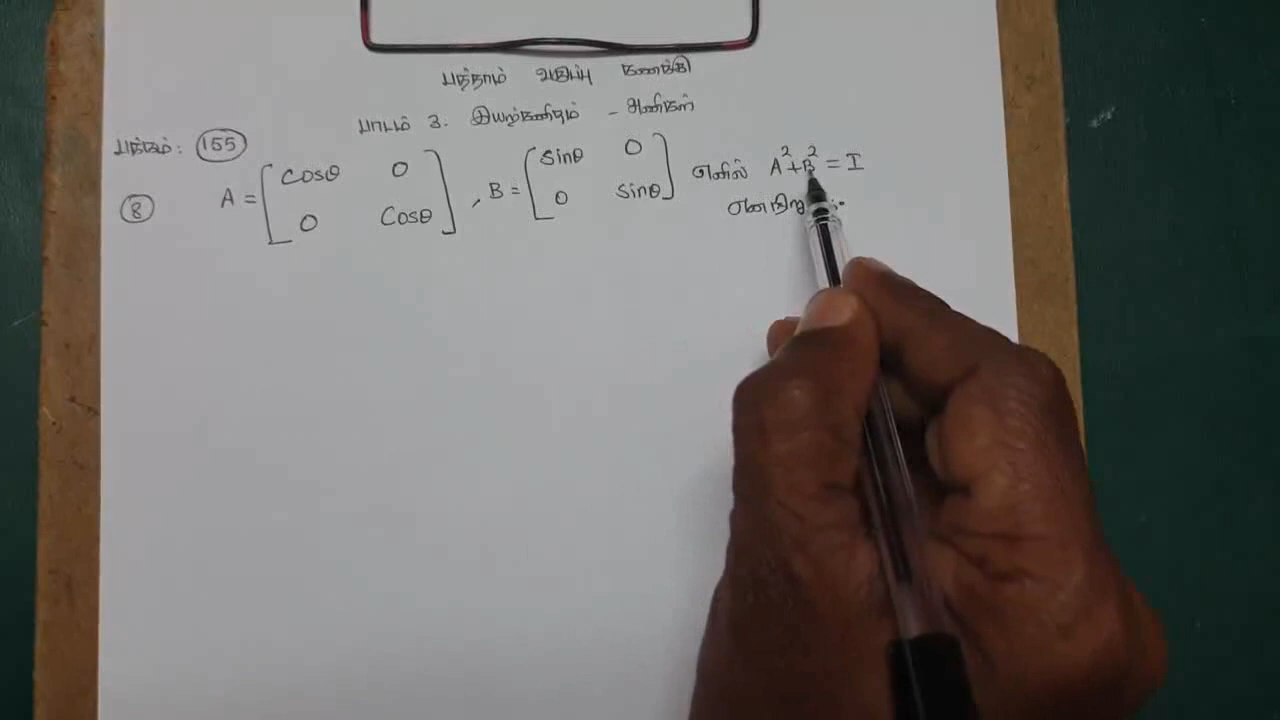 பத்தாம் வகுப்பு கணக்கு
பாடம் 3. இயற்கணிதம் - அணிகள்
பக்கம் : 155
8 A = [ Cosθ 0 0 Cosθ ] , B = [ Sinθ 0 0 Sinθ ] எனில் A² + B² = I
என நிறு